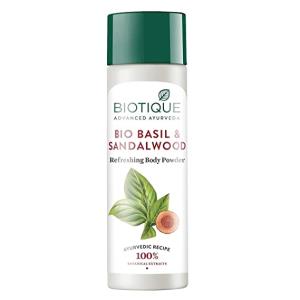 BIOTIQUE
ADVANCED AYURVEDA
BIO BASIL &
SANDALWOOD
Refreshing Body Powder
AYURVEDIC RECIPE
100%
BOTANICAL EXTRACTS